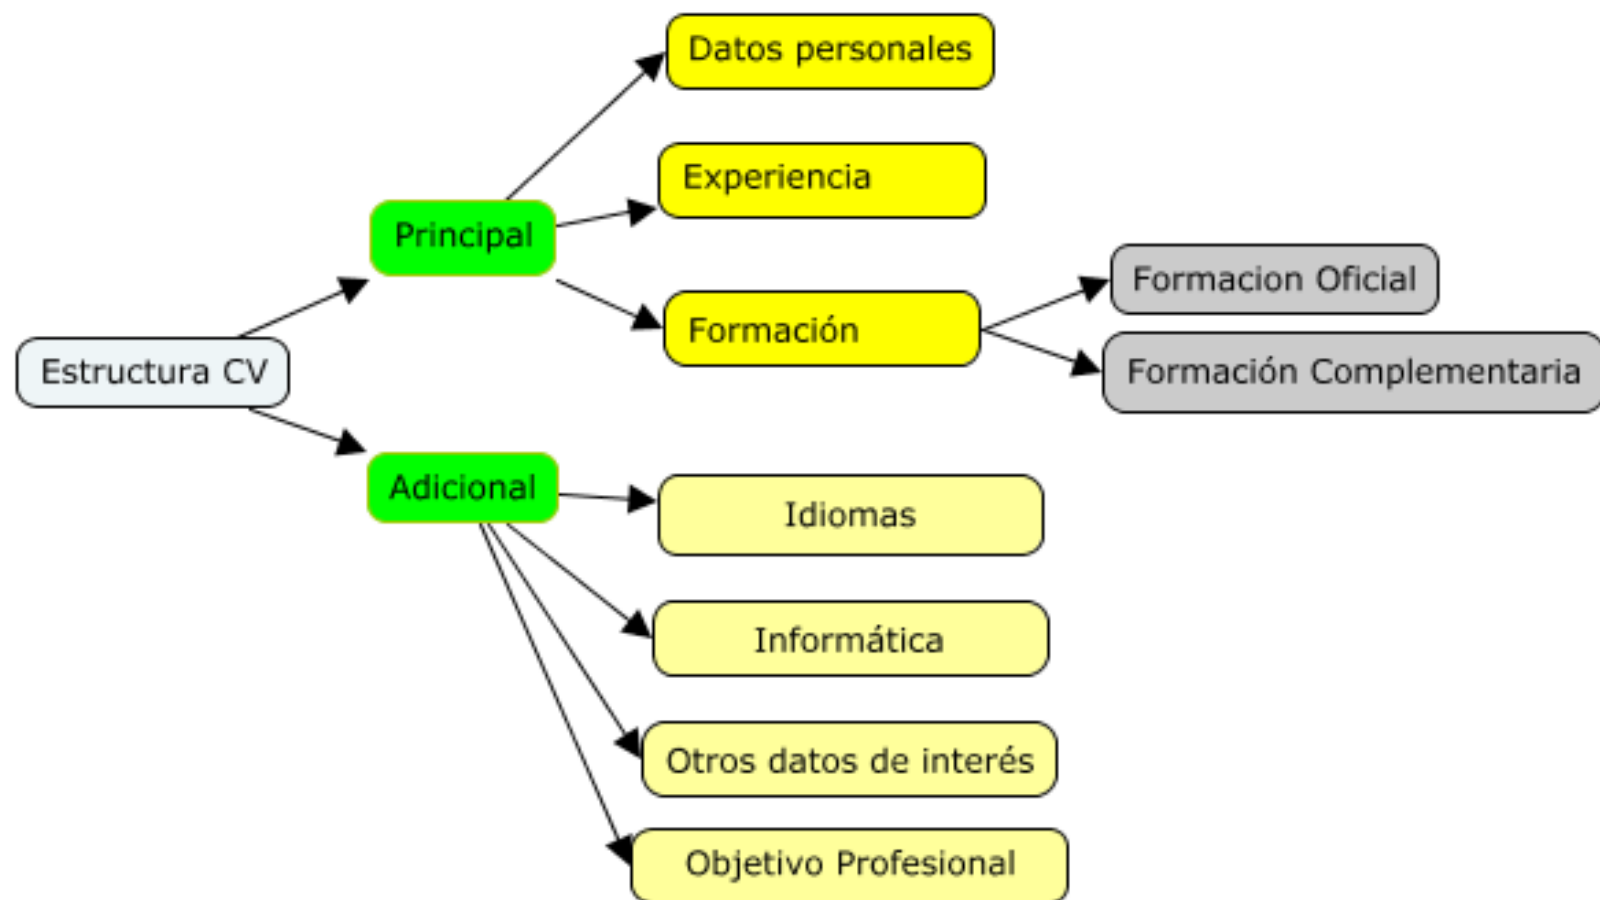 Datos personales
Experiencia
Principal
Formacion Oficial
Formación
Formación Complementaria
Estructura CV
Adicional
Idiomas
Informática
Otros datos de interés
Objetivo Profesional